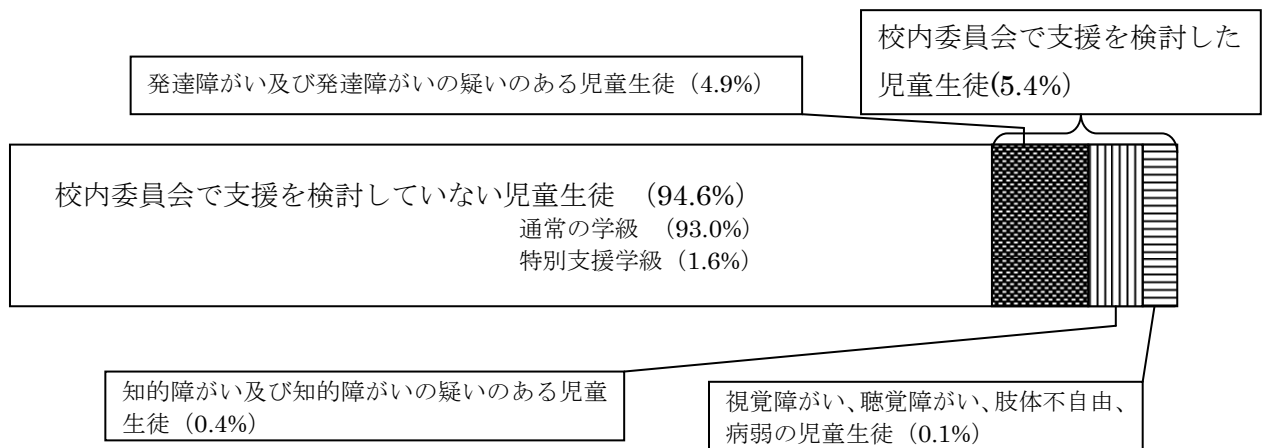 校内委員会で支援を検討した
児童生徒(5.4%)
発達障がい及び発達障がいの疑いのある児童生徒（4.9%）
校内委員会で支援を検討していない児童生徒　（94.6%）
通常の学級　（93.0%）
特別支援学級（1.6%）
知的障がい及び知的障がいの疑いのある児童
生徒（0.4%）
視覚障がい、聴覚障がい、肢体不自由、
病弱の児童生徒（0.1%）